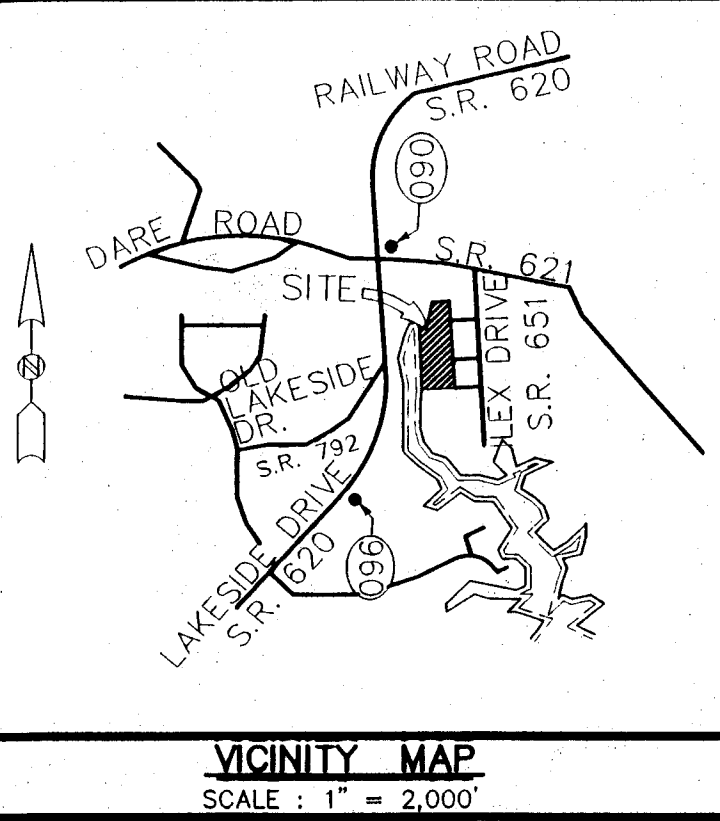 RAILWAY ROAD
S.R. 620
090
DARE ROAD
S.R. 621
SITE
ILEX DRIVE
S.R. 651
OLD
LAKESIDE
DR.
S.R. 792
LAKESIDE DRIVE
S.R. 620
096
N
VICINITY MAP
SCALE : 1" = 2,000'